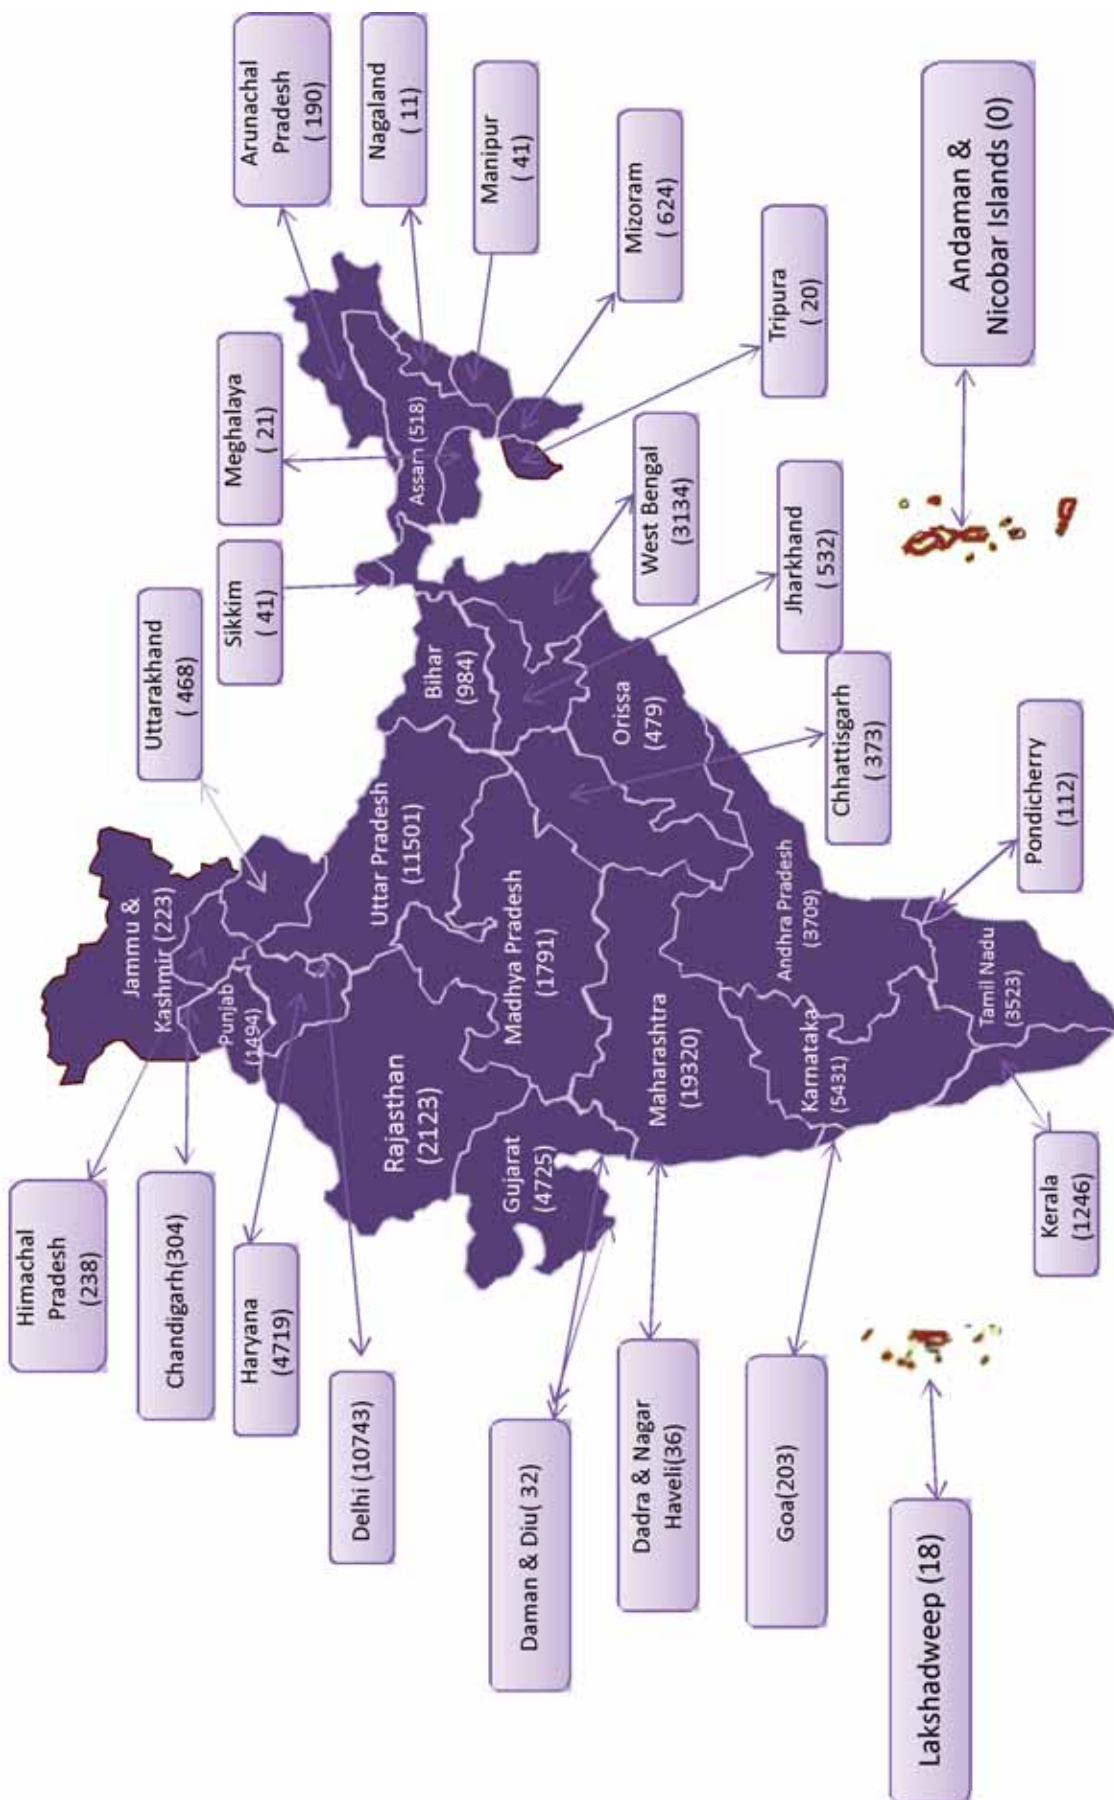 Jammu &
Kashmir (223)
Himachal
Pradesh
(238)
Chandigarh(304)
Punjab
(1494)
Uttarakhand
( 468)
Haryana
(4719)
Delhi (10743)
Rajasthan
(2123)
Uttar Pradesh
(11501)
Bihar
(984)
Sikkim
( 41)
Meghalaya
( 21)
Arunachal
Pradesh
( 190)
Nagaland
( 11)
Assam (518)
Manipur
( 41)
Mizoram
( 624)
Tripura
( 20)
West Bengal
(3134)
Jharkhand
( 532)
Gujarat
(4725)
Madhya Pradesh
(1791)
Chhattisgarh
( 373)
Orissa
(479)
Daman & Diu( 32)
Dadra & Nagar
Haveli(36)
Maharashtra
(19320)
Andhra Pradesh
(3709)
Goa(203)
Karnataka
(5431)
Pondicherry
(112)
Tamil Nadu
(3523)
Kerala
(1246)
Lakshadweep (18)
Andaman &
Nicobar Islands (0)